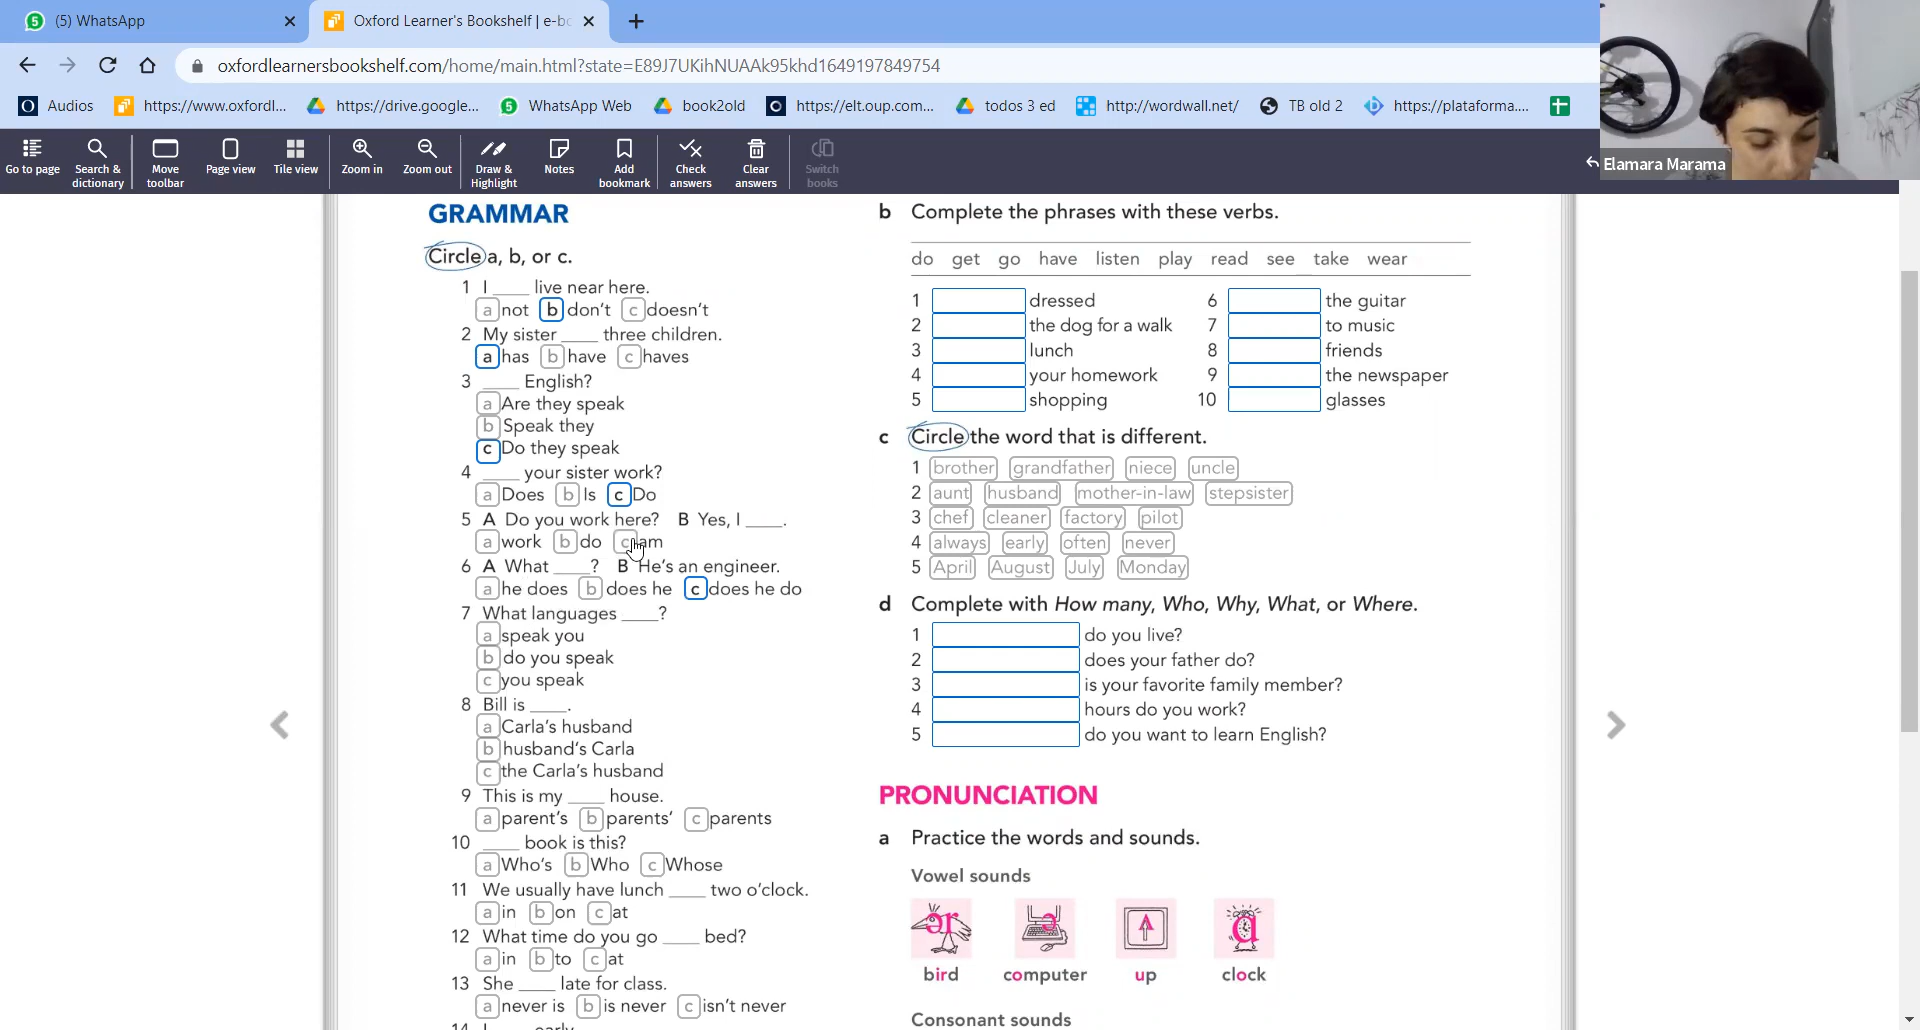 (5) WhatsApp
Oxford Learner's Bookshelf | e-bo
oxfordlearnersbookshelf.com/home/main.html?state=E89J7UKihNUAAk95khd1649197849754
Audios https://www.oxfordl... https://drive.google... WhatsApp Web book2old https://elt.oup.com... todos 3 ed http://wordwall.net/ TB old 2 https://plataforma....
Go to page Search & dictionary Move toolbar Page view Tile view Zoom in Zoom out Draw & Highlight Notes Add bookmark Check answers Clear answers Switch books
Elamara Marama
GRAMMAR
Circle a, b, or c.
1 I ____ live near here.
a not b don't c doesn't
2 My sister ____ three children.
a has b have c haves
3 ____ English?
a Are they speak
b Speak they
c Do they speak
4 ____ your sister work?
a Does b Is c Do
5 A Do you work here? B Yes, I ____.
a work b do c am
6 A What ____? B He's an engineer.
a he does b does he c does he do
7 What languages ____?
a speak you
b do you speak
c you speak
8 Bill is ____.
a Carla's husband
b husband's Carla
c the Carla's husband
9 This is my ____ house.
a parent's b parents' c parents
10 ____ book is this?
a Who's b Who c Whose
11 We usually have lunch ____ two o'clock.
a in b on c at
12 What time do you go ____ bed?
a in b to c at
13 She ____ late for class.
a never is b is never c isn't never
14 I ____ early
b Complete the phrases with these verbs.
do get go have listen play read see take wear
1 dressed
2 the dog for a walk
3 lunch
4 your homework
5 shopping
6 the guitar
7 to music
8 friends
9 the newspaper
10 glasses
c Circle the word that is different.
1 brother grandfather niece uncle
2 aunt husband mother-in-law stepsister
3 chef cleaner factory pilot
4 always early often never
5 April August July Monday
d Complete with How many, Who, Why, What, or Where.
1 do you live?
2 does your father do?
3 is your favorite family member?
4 hours do you work?
5 do you want to learn English?
PRONUNCIATION
a Practice the words and sounds.
Vowel sounds
ər ə ʌ ɑ
bird computer up clock
Consonant sounds